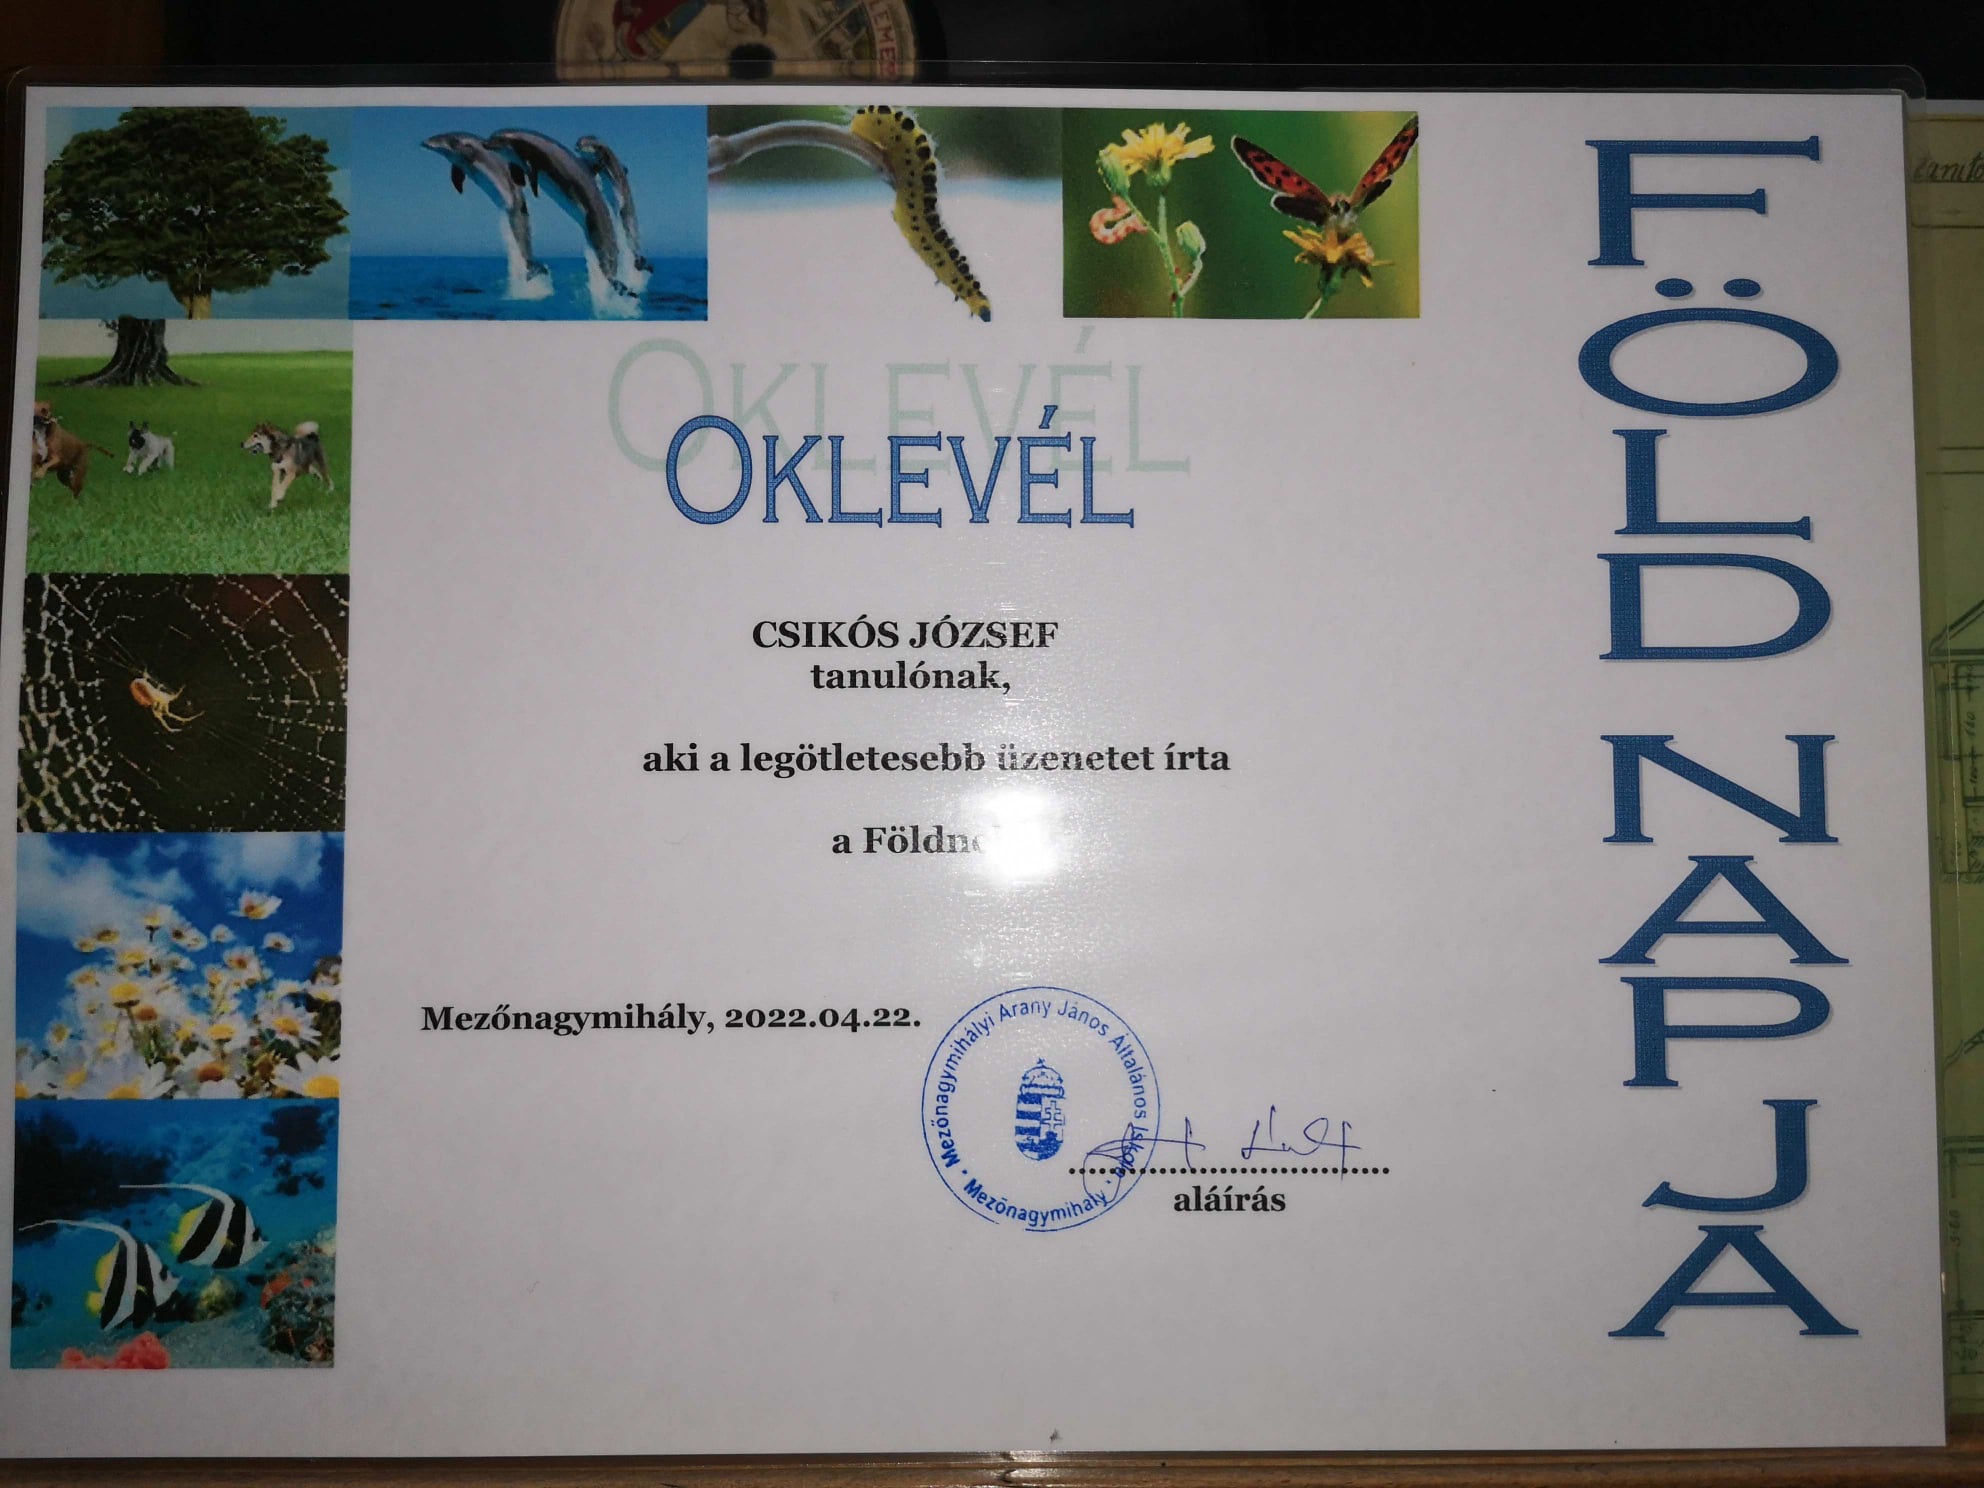 LEMEZ
OKLEVÉL
OKLEVÉL
FÖLD NAPJA
CSIKÓS JÓZSEF
tanulónak,
aki a legötletesebb üzenetet írta
a
Mezőnagymihály, 2022.04.22.
Mezőnagymihályi Arany János Általános Iskola
Mezőnagymihály
aláírás